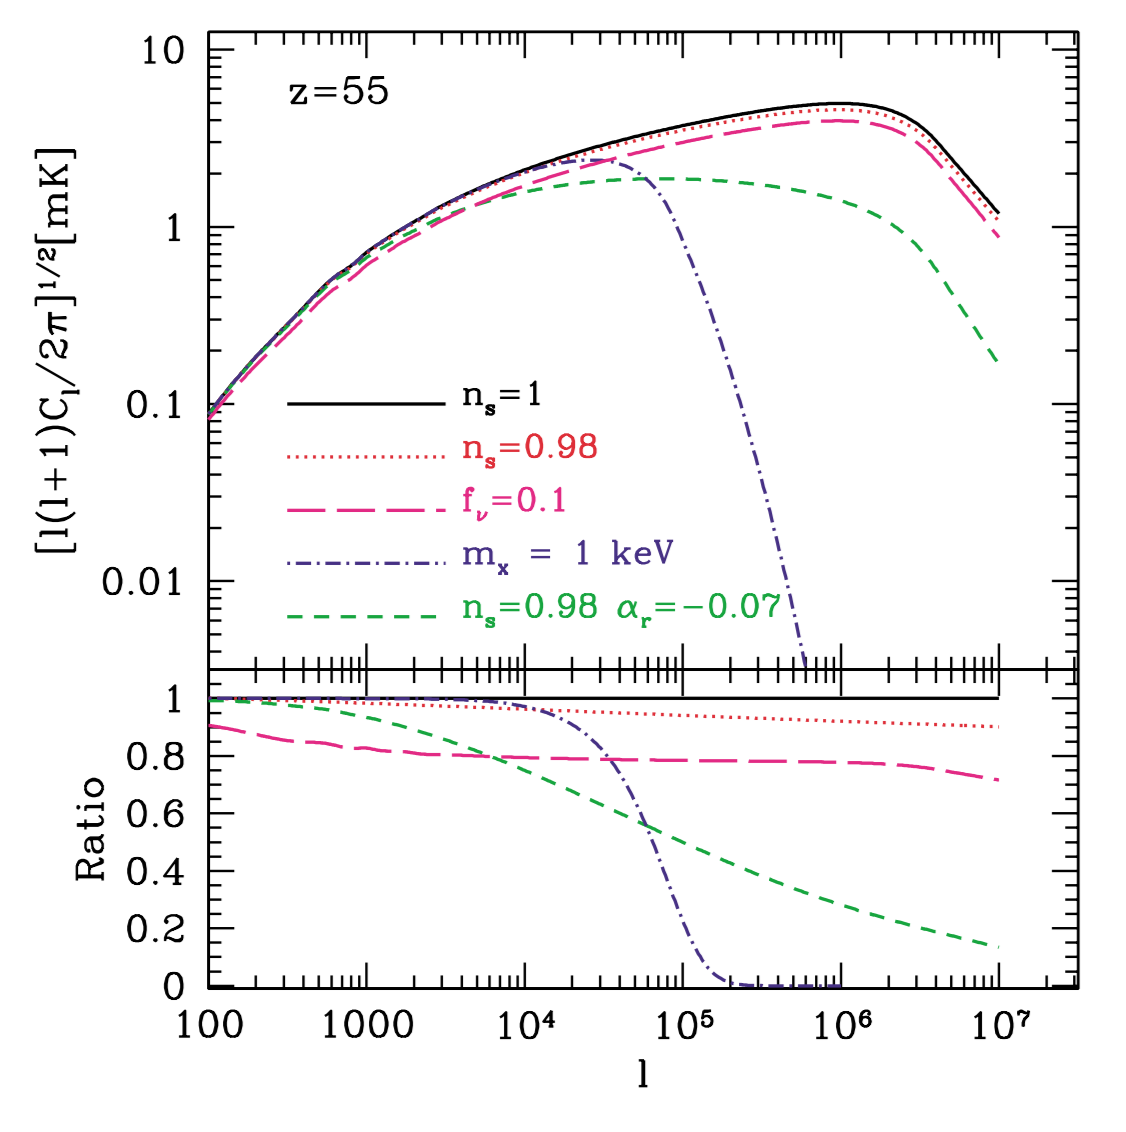 10
z=55
1
0.1
0.01
[l(l+1)C_l/2π]^{1/2}[mK]
n_s=1
n_s=0.98
f_ν=0.1
m_x = 1 keV
n_s=0.98 α_r=−0.07
1
0.8
0.6
0.4
0.2
0
Ratio
100 1000 10^4 10^5 10^6 10^7
l